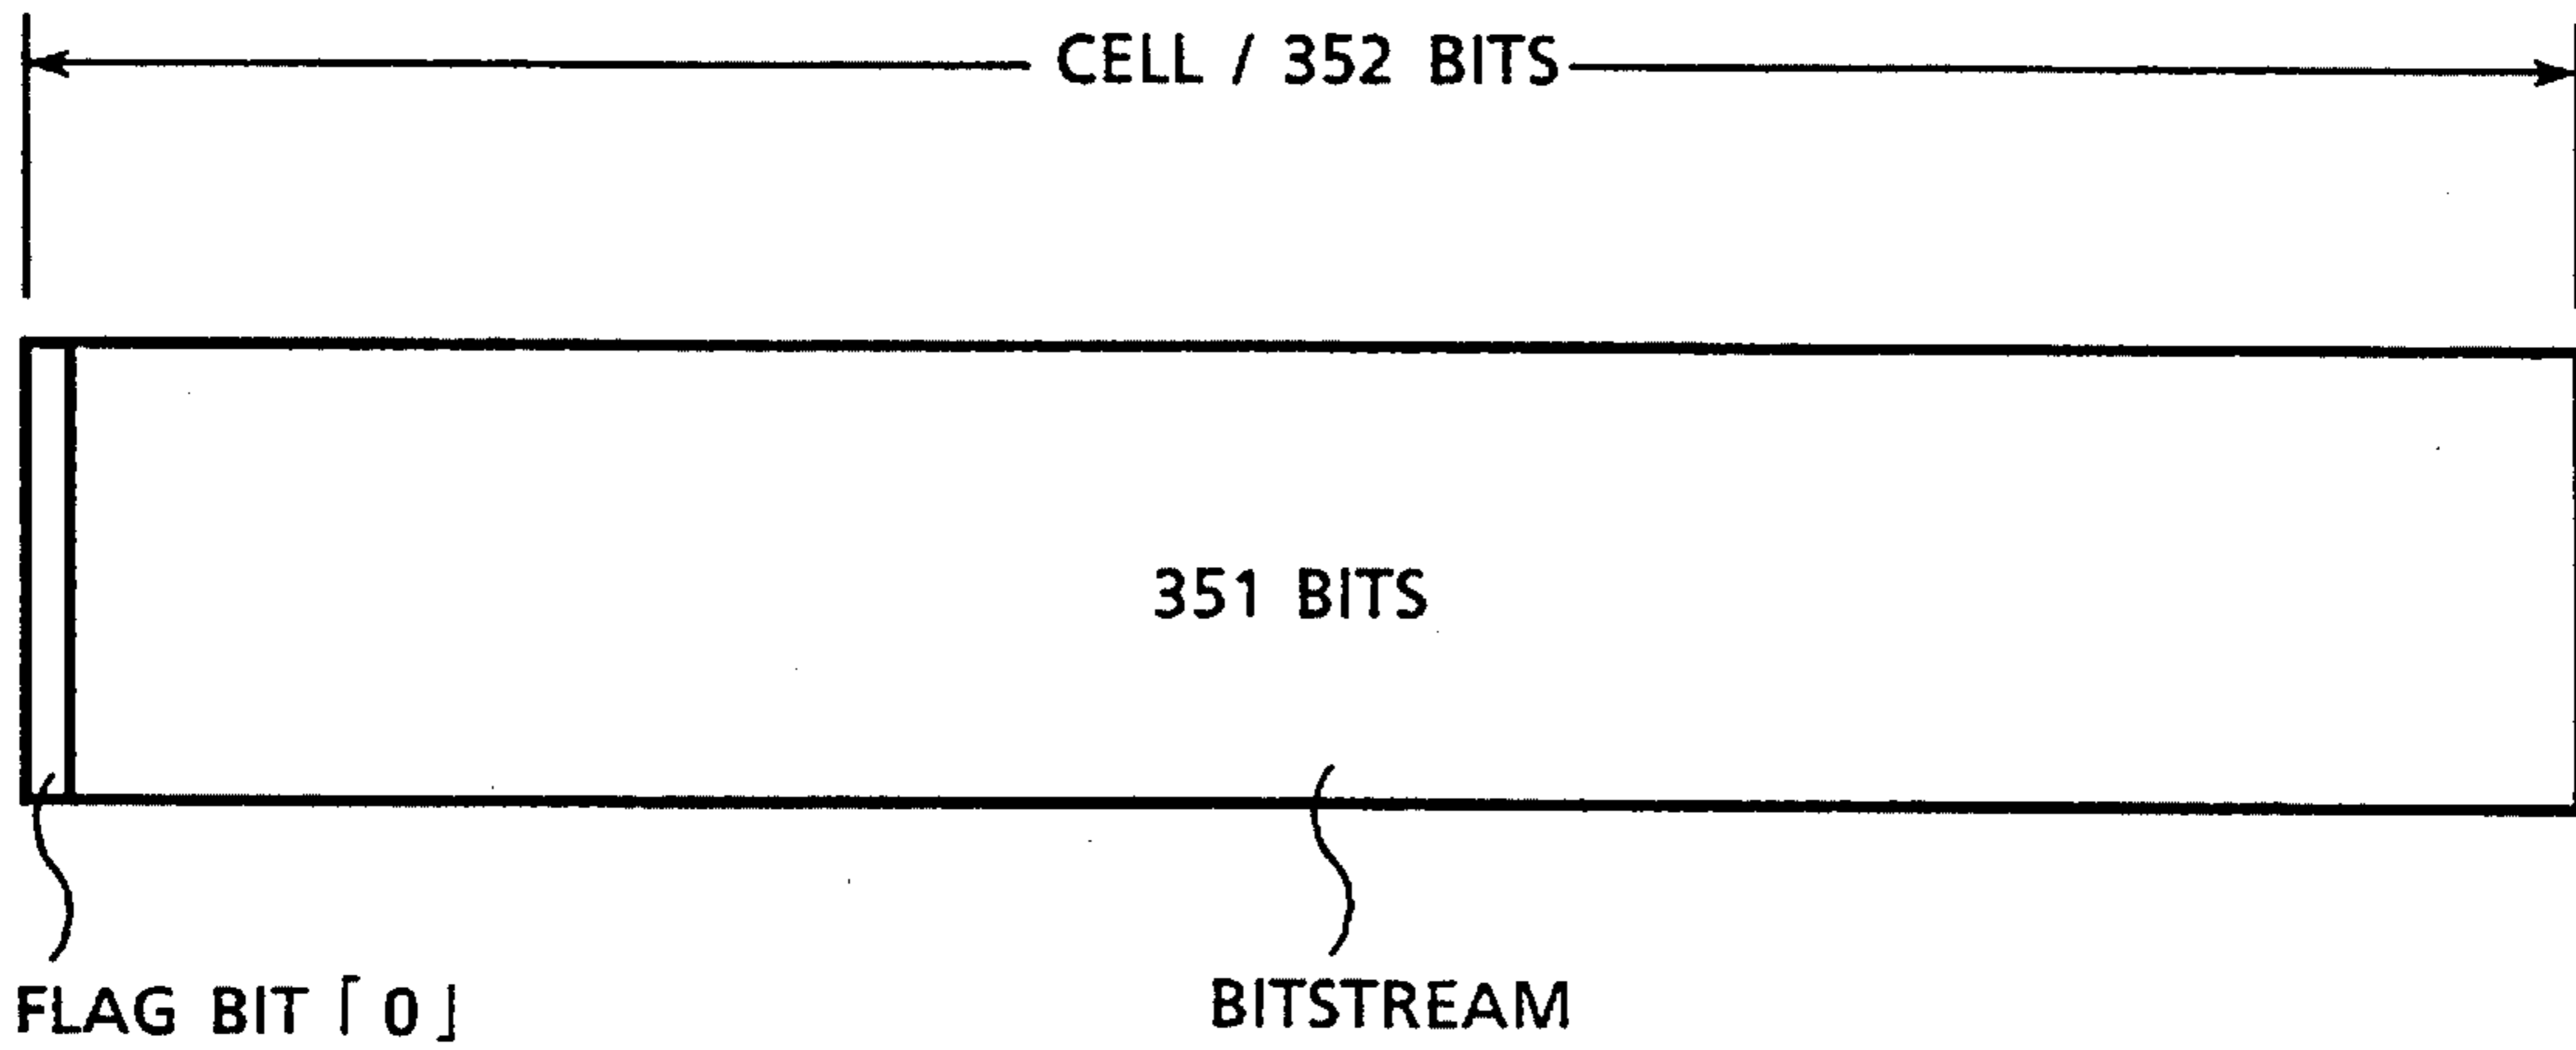 CELL / 352 BITS
351 BITS
FLAG BIT「0」
BITSTREAM